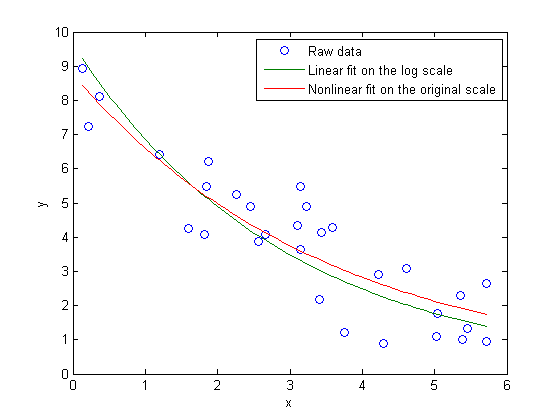 10
9
8
7
6
5
4
3
2
1
0
y
Raw data
Linear fit on the log scale
Nonlinear fit on the original scale
0 1 2 3 4 5 6
x